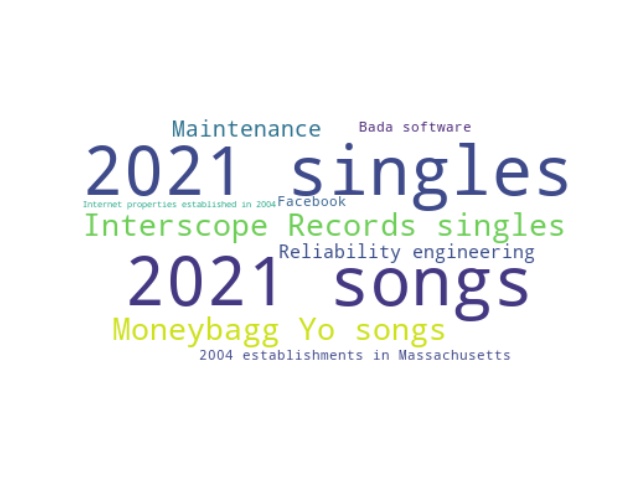 Maintenance Bada software
2021 singles
Internet properties established in 2004 Facebook
Interscope Records singles
Reliability engineering
2021 songs
Moneybagg Yo songs
2004 establishments in Massachusetts